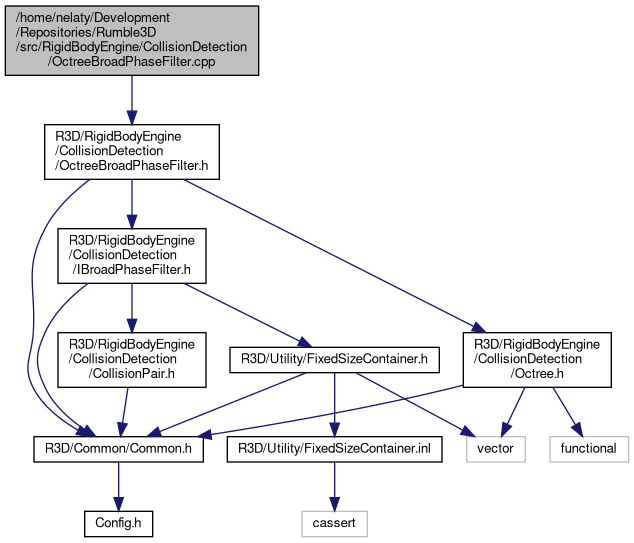 /home/nelaty/Development
/Repositories/Rumble3D
/src/RigidBodyEngine/CollisionDetection
/OctreeBroadPhaseFilter.cpp
R3D/RigidBodyEngine
/CollisionDetection
/OctreeBroadPhaseFilter.h
R3D/RigidBodyEngine
/CollisionDetection
/IBroadPhaseFilter.h
R3D/RigidBodyEngine
/CollisionDetection
/CollisionPair.h
R3D/Utility/FixedSizeContainer.h
R3D/RigidBodyEngine
/CollisionDetection
/Octree.h
R3D/Common/Common.h
R3D/Utility/FixedSizeContainer.inl
vector
functional
Config.h
cassert